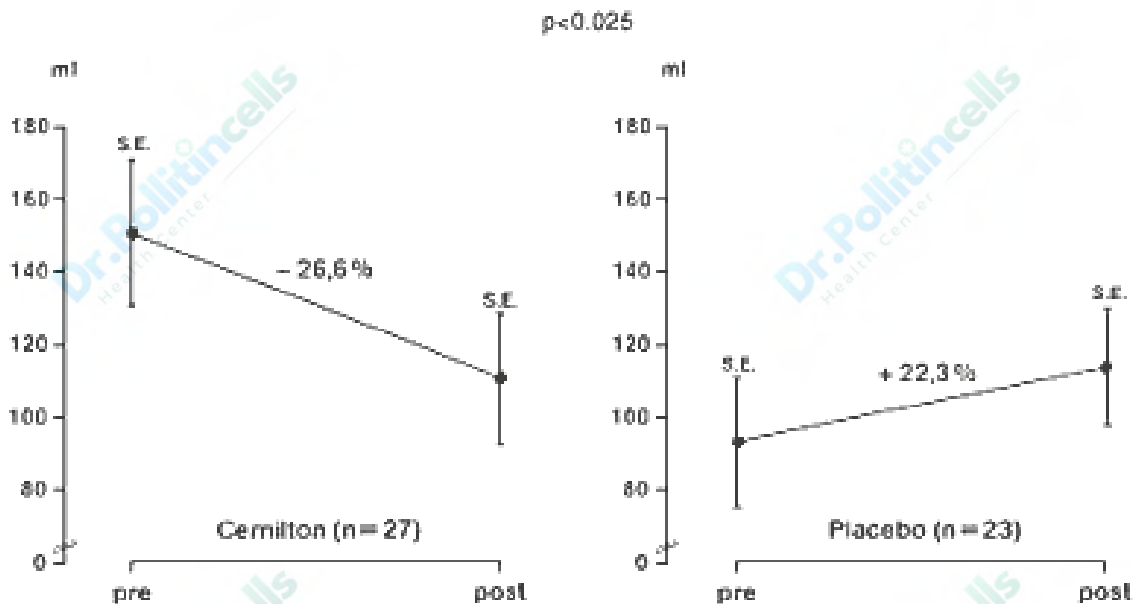 p<0.025
ml
180
160
140
120
100
80
0
S.E.
- 26,6 %
S.E.
Cernilton (n = 27)
pre
post
ml
180
160
140
120
100
80
0
S.E.
+ 22,3 %
S.E.
Placebo (n = 23)
pre
post
Dr.Pollitincells
Health Center
Dr.Pollitincells
Health Center